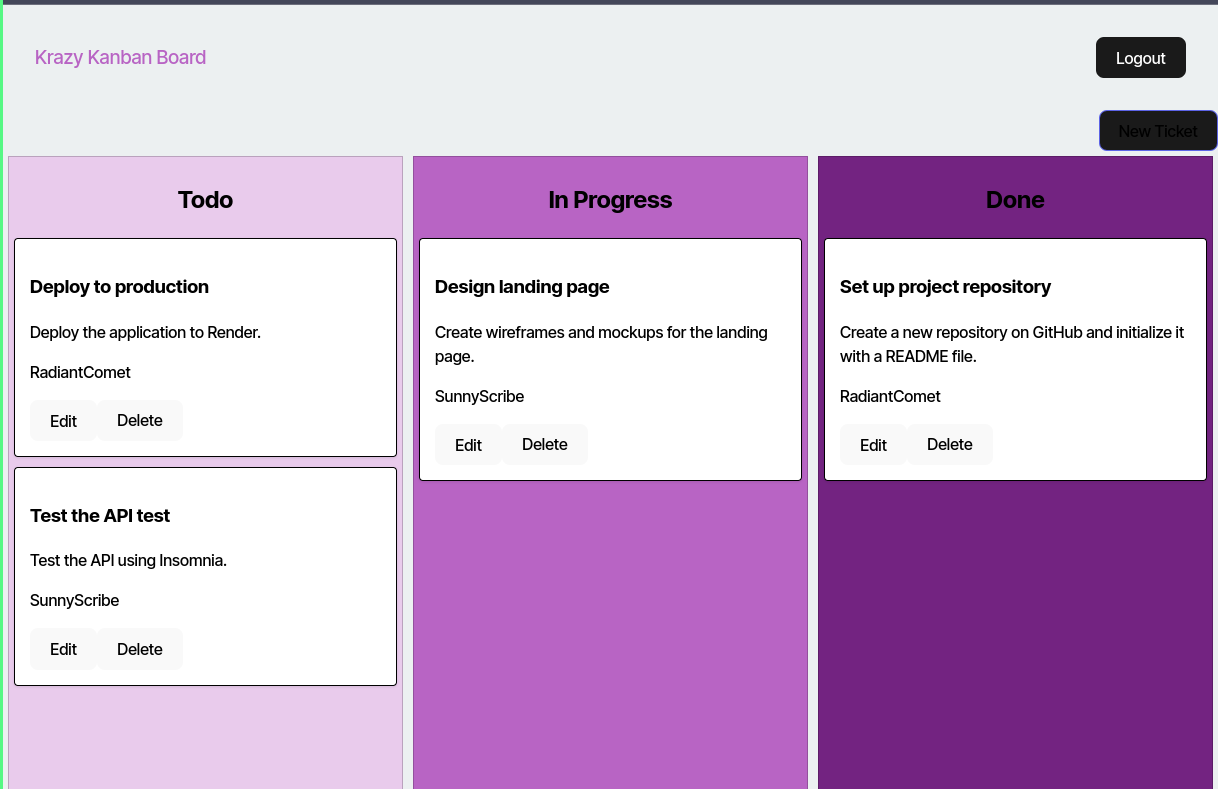 Krazy Kanban Board
Logout
New Ticket
Todo
Deploy to production
Deploy the application to Render.
RadiantComet
Edit
Delete
Test the API test
Test the API using Insomnia.
SunnyScribe
Edit
Delete
In Progress
Design landing page
Create wireframes and mockups for the landing
page.
SunnyScribe
Edit
Delete
Done
Set up project repository
Create a new repository on GitHub and initialize it
with a README file.
RadiantComet
Edit
Delete